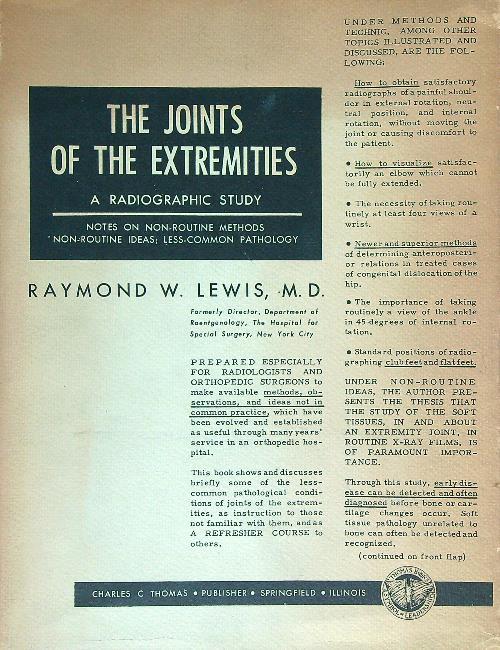 THE JOINTS
OF THE EXTREMITIES
A RADIOGRAPHIC STUDY
NOTES ON NON-ROUTINE METHODS
NON-ROUTINE IDEAS; LESS-COMMON PATHOLOGY
RAYMOND W. LEWIS, M.D.
Formerly Director, Department of
Roentgenology, The Hospital for
Special Surgery, New York City
PREPARED ESPECIALLY
FOR RADIOLOGISTS AND
ORTHOPEDIC SURGEONS to
make available methods, ob-
servations, and ideas not in
common practice, which have
been evolved and established
as useful through many years'
service in an orthopedic hos-
pital.
This book shows and discusses
briefly some of the less-
common pathological condi-
tions of joints of the extrem-
ities, as instruction to those
not familiar with them, and as
A REFRESHER COURSE to
others.
UNDER METHODS AND
TECHNIC, AMONG OTHER
TOPICS ILLUSTRATED AND
DISCUSSED, ARE THE FOL-
LOWING:
How to obtain satisfactory
radiographs of a painful shoul-
der in external rotation, neu-
tral position, and internal
rotation, without moving the
joint or causing discomfort to
the patient.
• How to visualize satisfac-
torily an elbow which cannot
be fully extended.
• The necessity of taking rou-
tinely at least four views of a
wrist.
• Newer and superior methods
of determining anteroposteri-
or relations in treated cases
of congenital dislocation of the
hip.
• The importance of taking
routinely a view of the ankle
in 45 degrees of internal ro-
tation.
• Standard positions of radio-
graphing club feet and flat feet.
UNDER NON-ROUTINE
IDEAS, THE AUTHOR PRE-
SENTS THE THESIS THAT
THE STUDY OF THE SOFT
TISSUES, IN AND ABOUT
AN EXTREMITY JOINT, IN
ROUTINE X-RAY FILMS, IS
OF PARAMOUNT IMPOR-
TANCE.
Through this study, early dis-
ease can be detected and often
diagnosed before bone or car-
tilage changes occur. Soft
tissue pathology unrelated to
bone can often be detected and
recognized.
(continued on front flap)
CHARLES C THOMAS • PUBLISHER • SPRINGFIELD • ILLINOIS